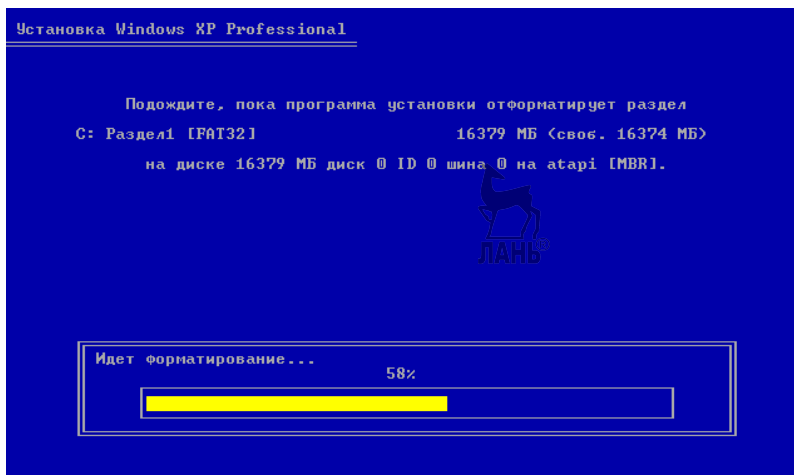 Установка Windows XP Professional
Подождите, пока программа установки отформатирует раздел
C: Раздел1 [FAT32] 16379 МБ (своб. 16374 МБ)
на диске 16379 МБ диск 0 ID 0 шина 0 на atapi [MBR].
ЛАНЬ®
Идет форматирование...
58%